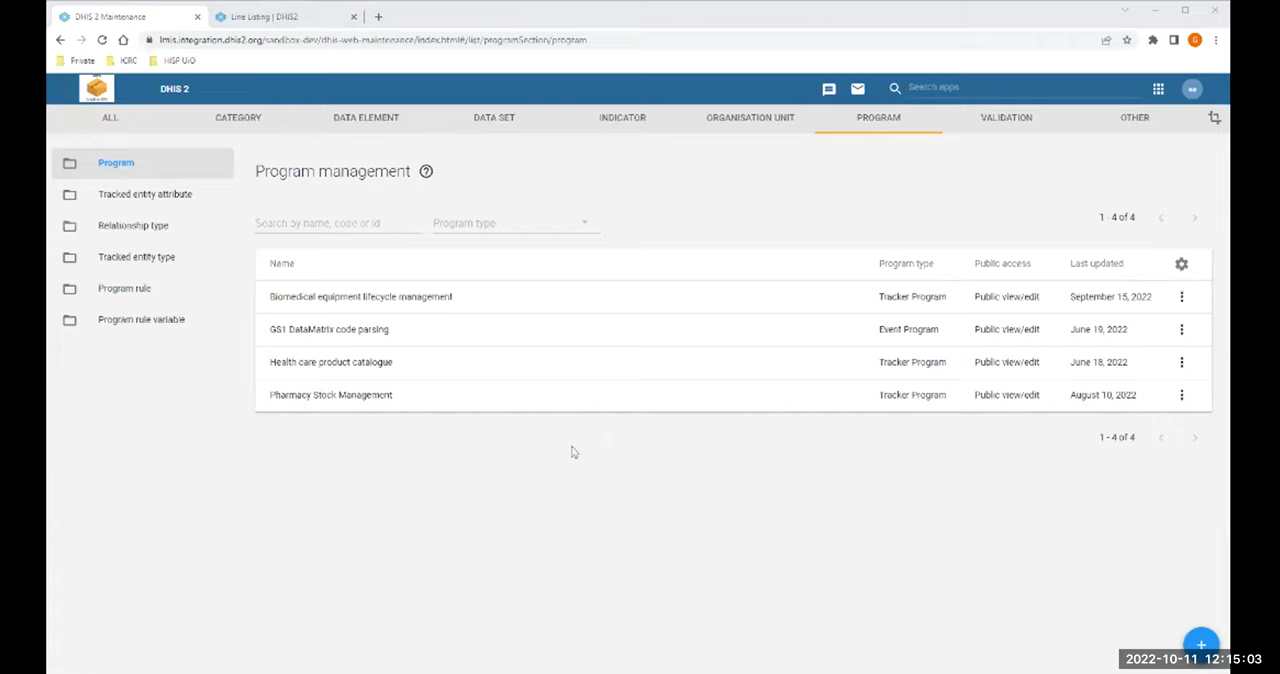 DHIS 2 Maintenance
Line Listing | DHIS2
lmis.integration.dhis2.org/sandbox-dev/dhis-web-maintenance/index.html#/list/programSection/program
G
Private ICRC HISP UiO
DHIS 2
Search apps
ALL CATEGORY DATA ELEMENT DATA SET INDICATOR ORGANISATION UNIT PROGRAM VALIDATION OTHER
Program
Tracked entity attribute
Relationship type
Tracked entity type
Program rule
Program rule variable
Program management
Search by name, code or id Program type
1 - 4 of 4
Name Program type Public access Last updated
Biomedical equipment lifecycle management Tracker Program Public view/edit September 15, 2022
GS1 DataMatrix code parsing Event Program Public view/edit June 19, 2022
Health care product catalogue Tracker Program Public view/edit June 18, 2022
Pharmacy Stock Management Tracker Program Public view/edit August 10, 2022
1 - 4 of 4
2022-10-11 12:15:03